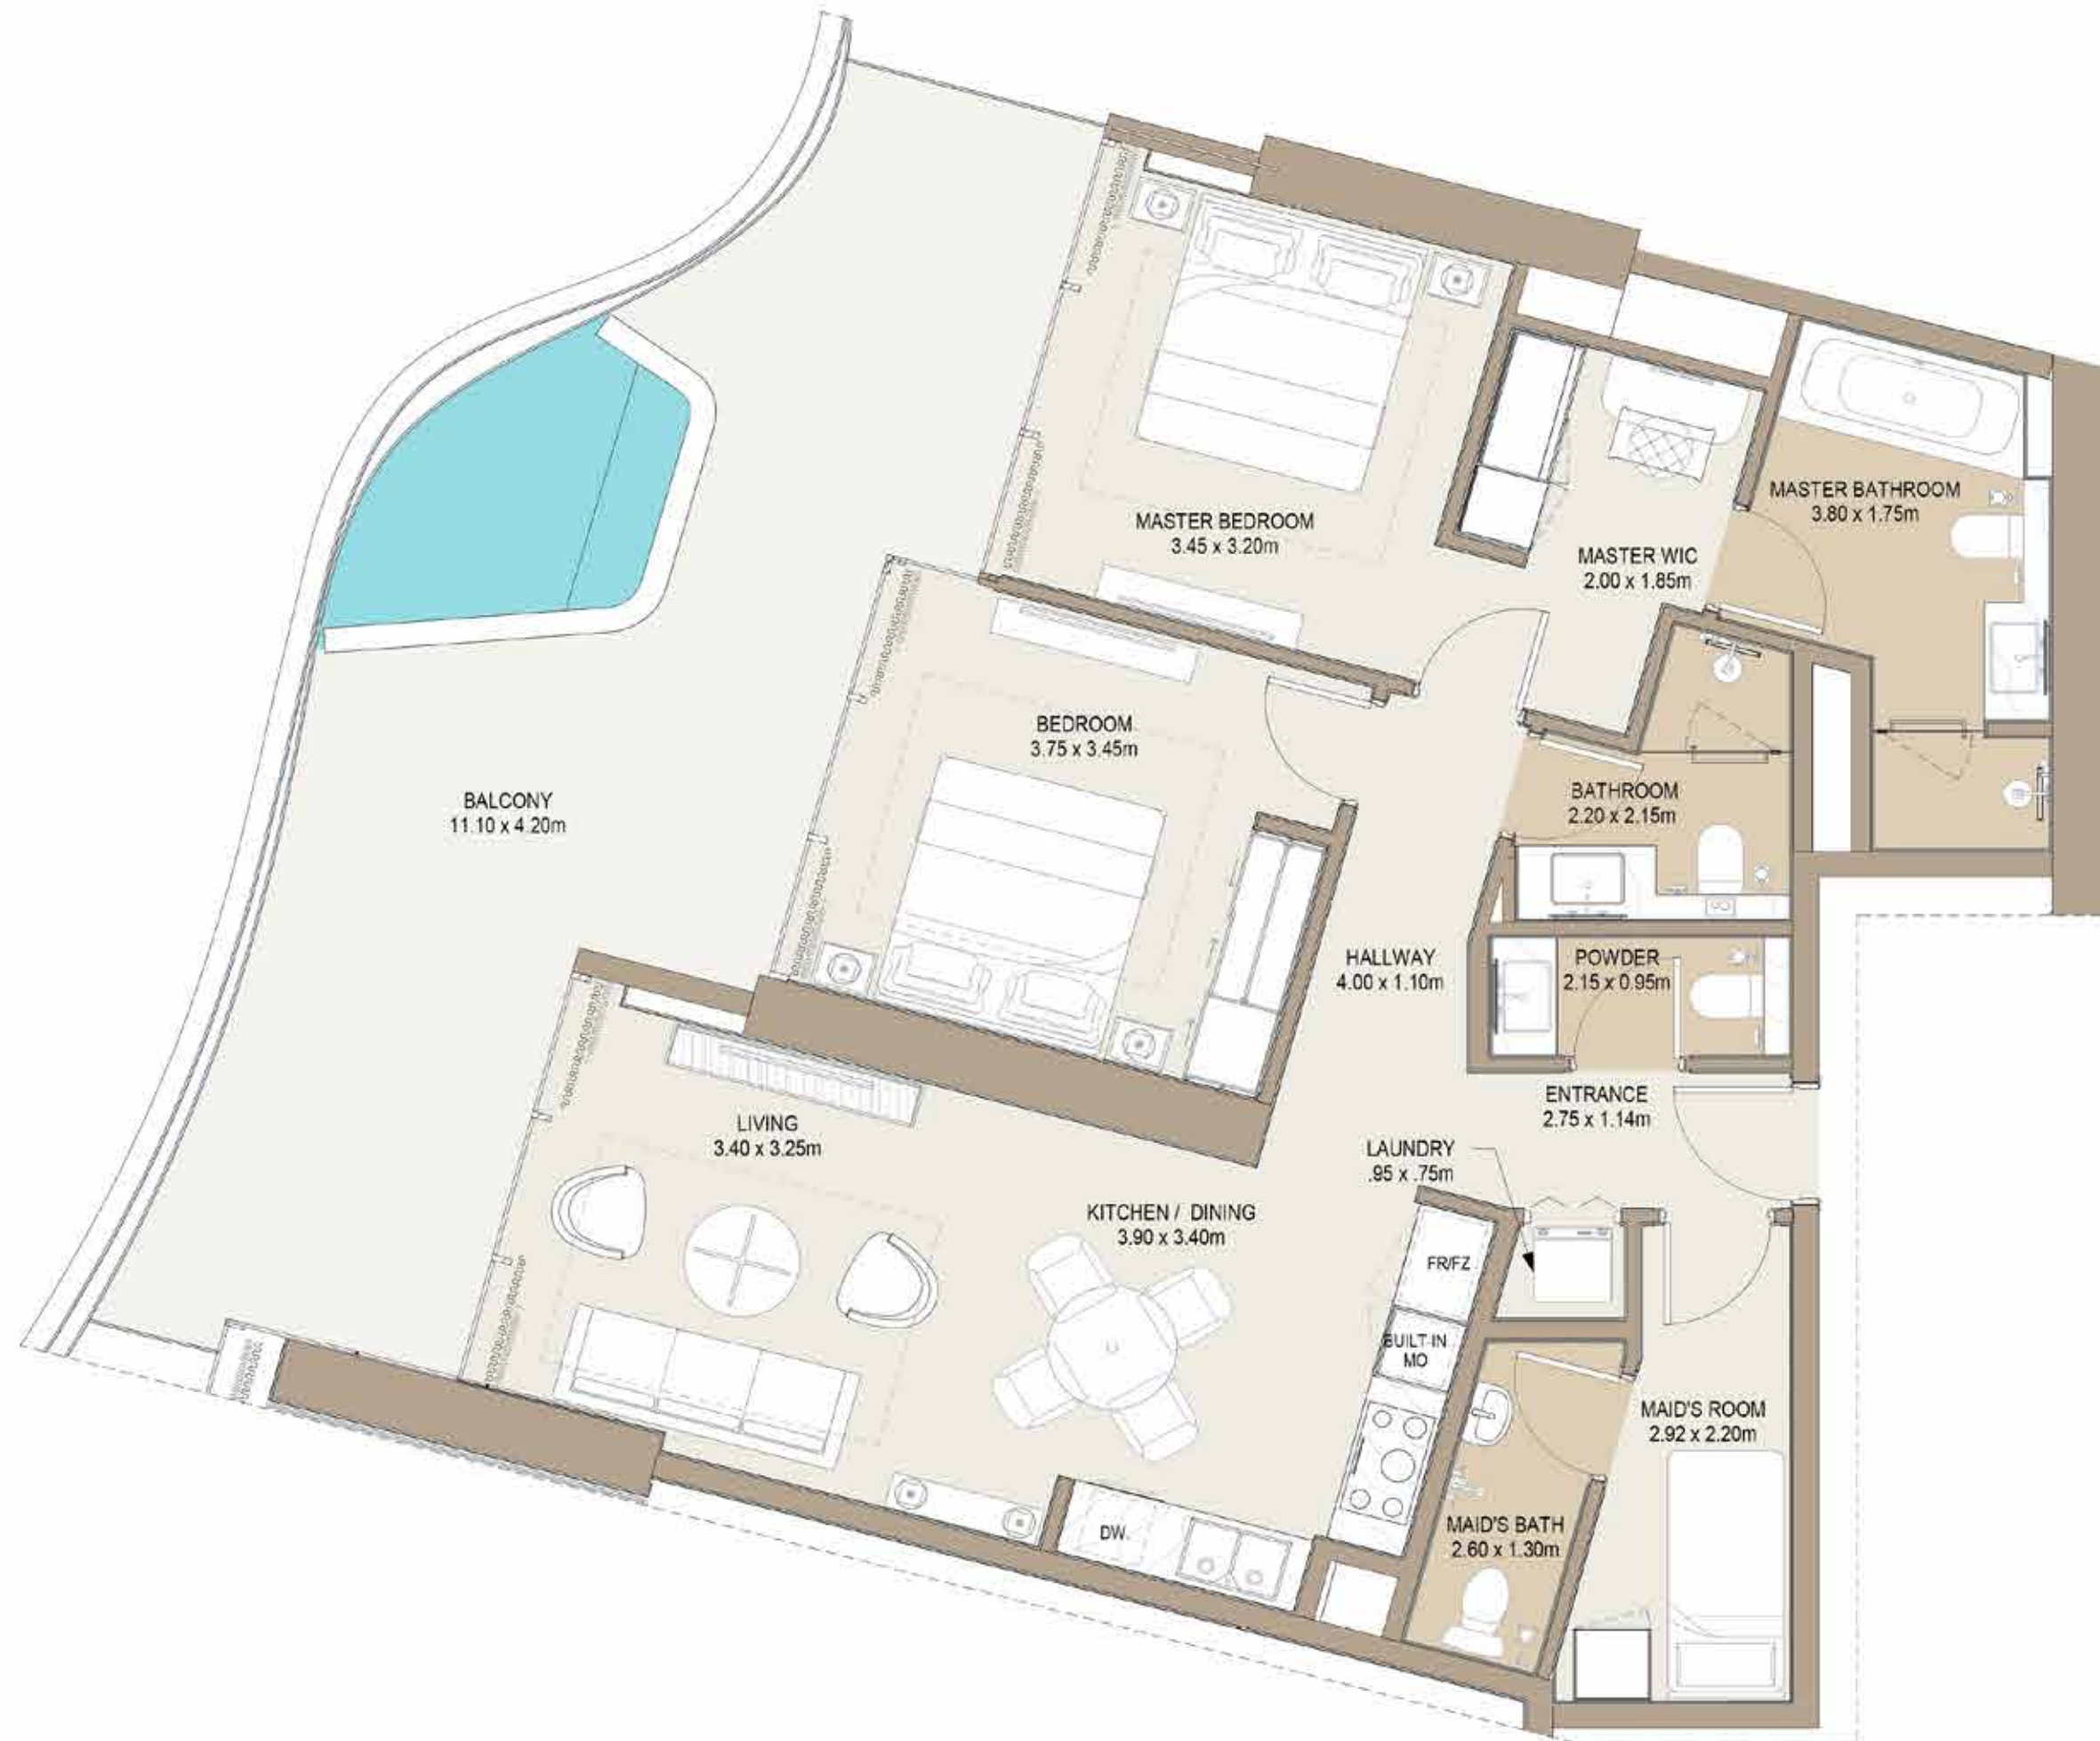 MASTER BEDROOM
3.45 x 3.20m
MASTER BATHROOM
3.80 x 1.75m
MASTER WIC
2.00 x 1.85m
BEDROOM
3.75 x 3.45m
BALCONY
11.10 x 4.20m
BATHROOM
2.20 x 2.15m
HALLWAY
4.00 x 1.10m
POWDER
2.15 x 0.95m
ENTRANCE
2.75 x 1.14m
LIVING
3.40 x 3.25m
LAUNDRY
.95 x .75m
KITCHEN / DINING
3.90 x 3.40m
FR/FZ
BUILT-IN
MO
MAID'S ROOM
2.92 x 2.20m
DW.
MAID'S BATH
2.60 x 1.30m